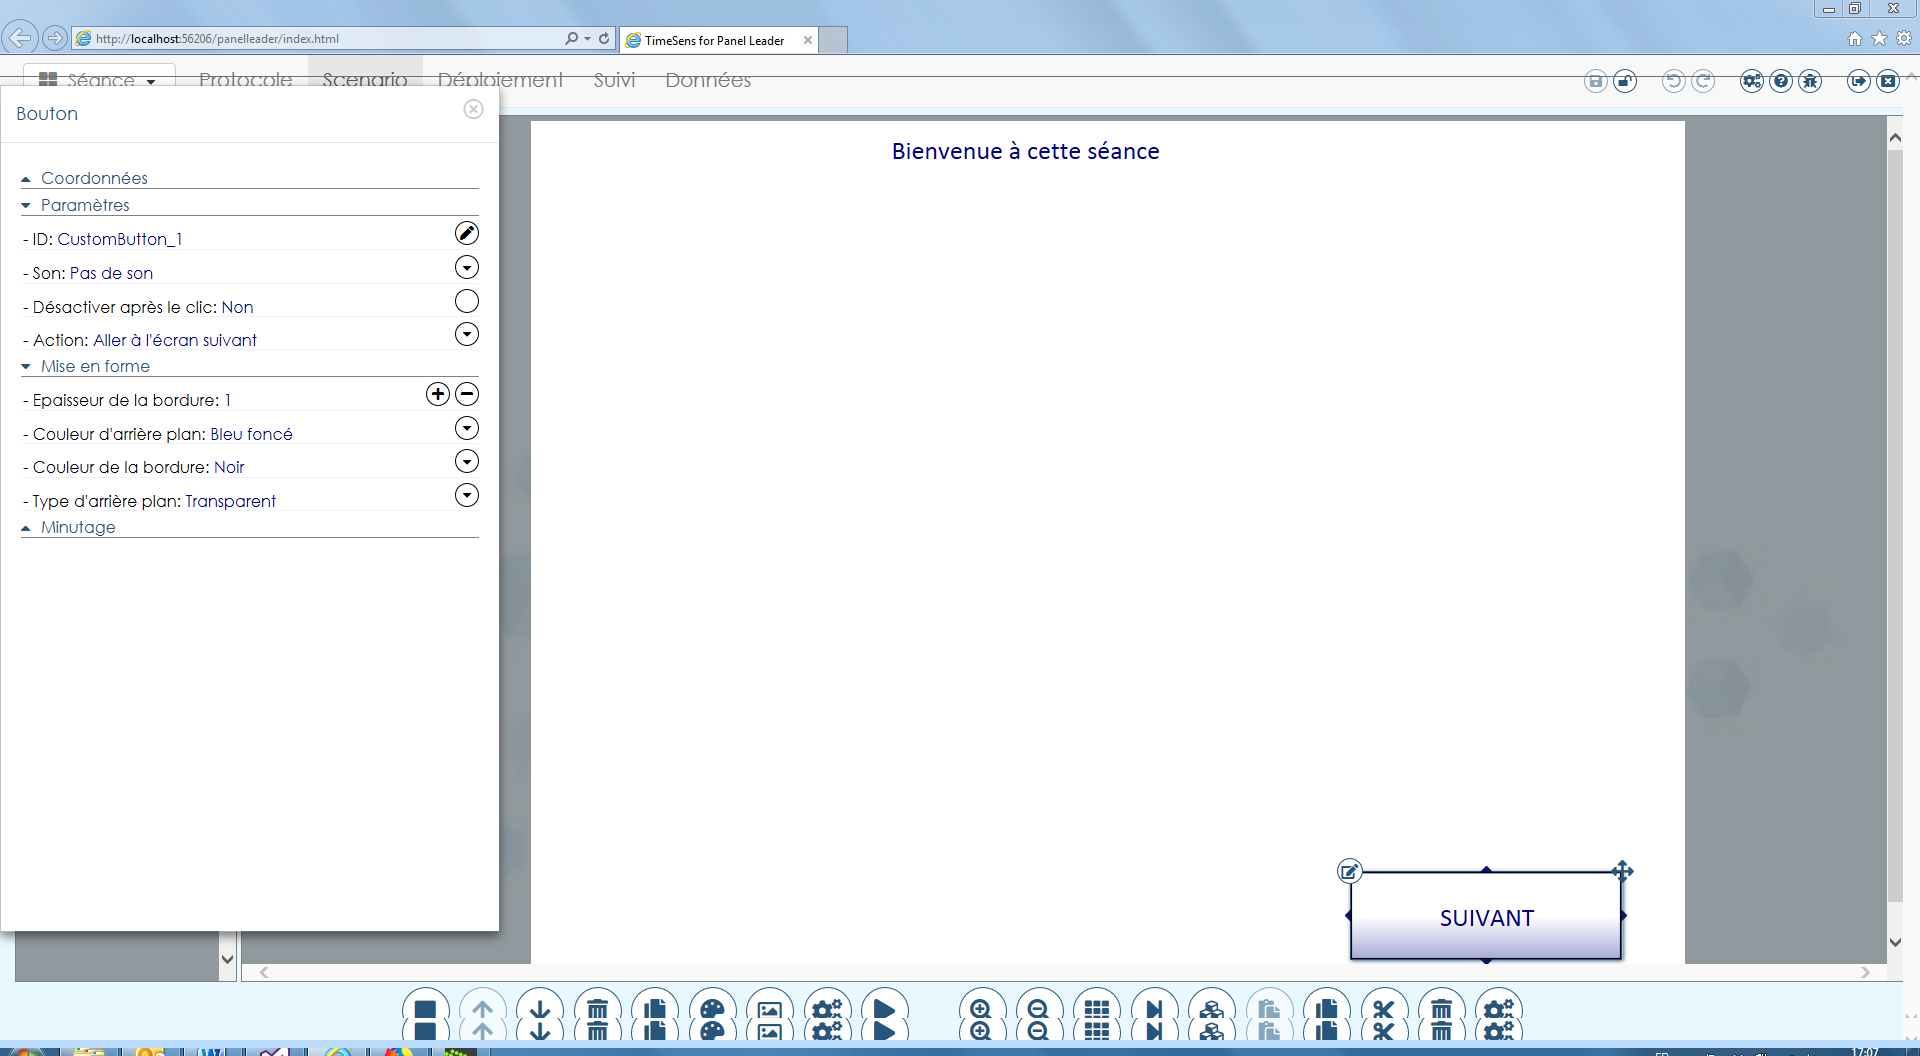 http://localhost:56206/panelleader/index.html
TimeSens for Panel Leader
Séance Protocole Scenario Déploiement Suivi Données
Bouton
Coordonnées
Paramètres
- ID: CustomButton_1
- Son: Pas de son
- Désactiver après le clic: Non
- Action: Aller à l'écran suivant
Mise en forme
- Epaisseur de la bordure: 1
- Couleur d'arrière plan: Bleu foncé
- Couleur de la bordure: Noir
- Type d'arrière plan: Transparent
Minutage
Bienvenue à cette séance
SUIVANT
FR
17:07